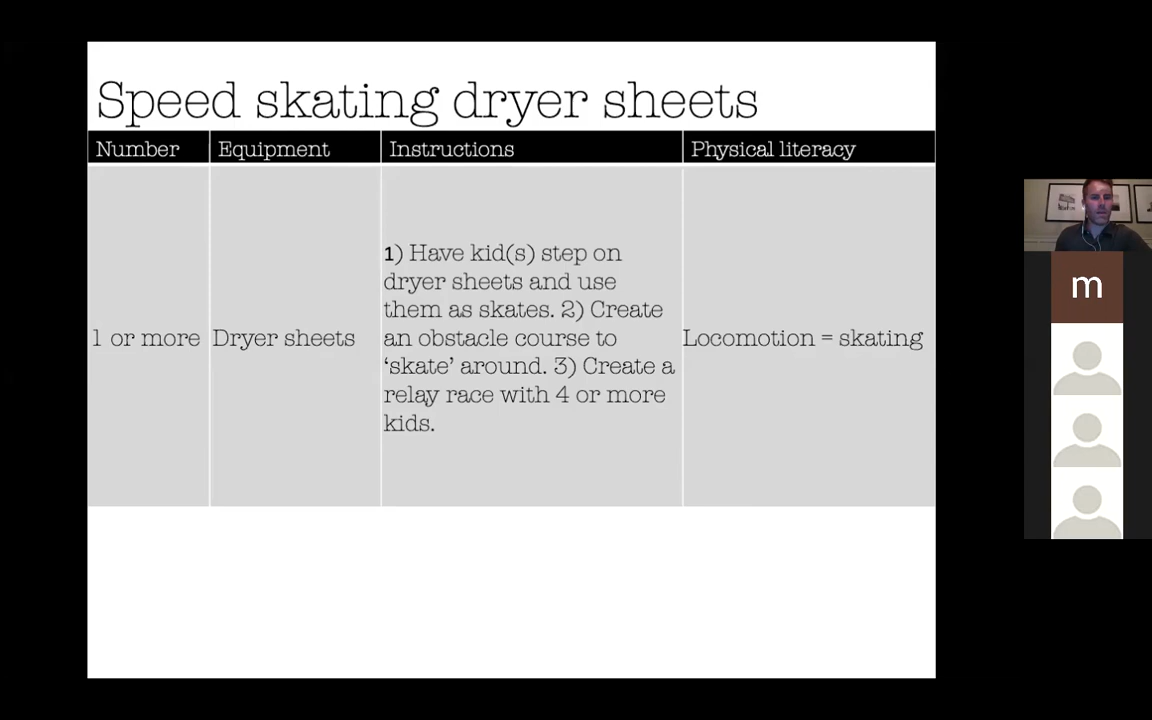 Speed skating dryer sheets
Number
Equipment
Instructions
Physical literacy
1 or more
Dryer sheets
1) Have kid(s) step on
dryer sheets and use
them as skates. 2) Create
an obstacle course to
‘skate’ around. 3) Create a
relay race with 4 or more
kids.
Locomotion = skating
m